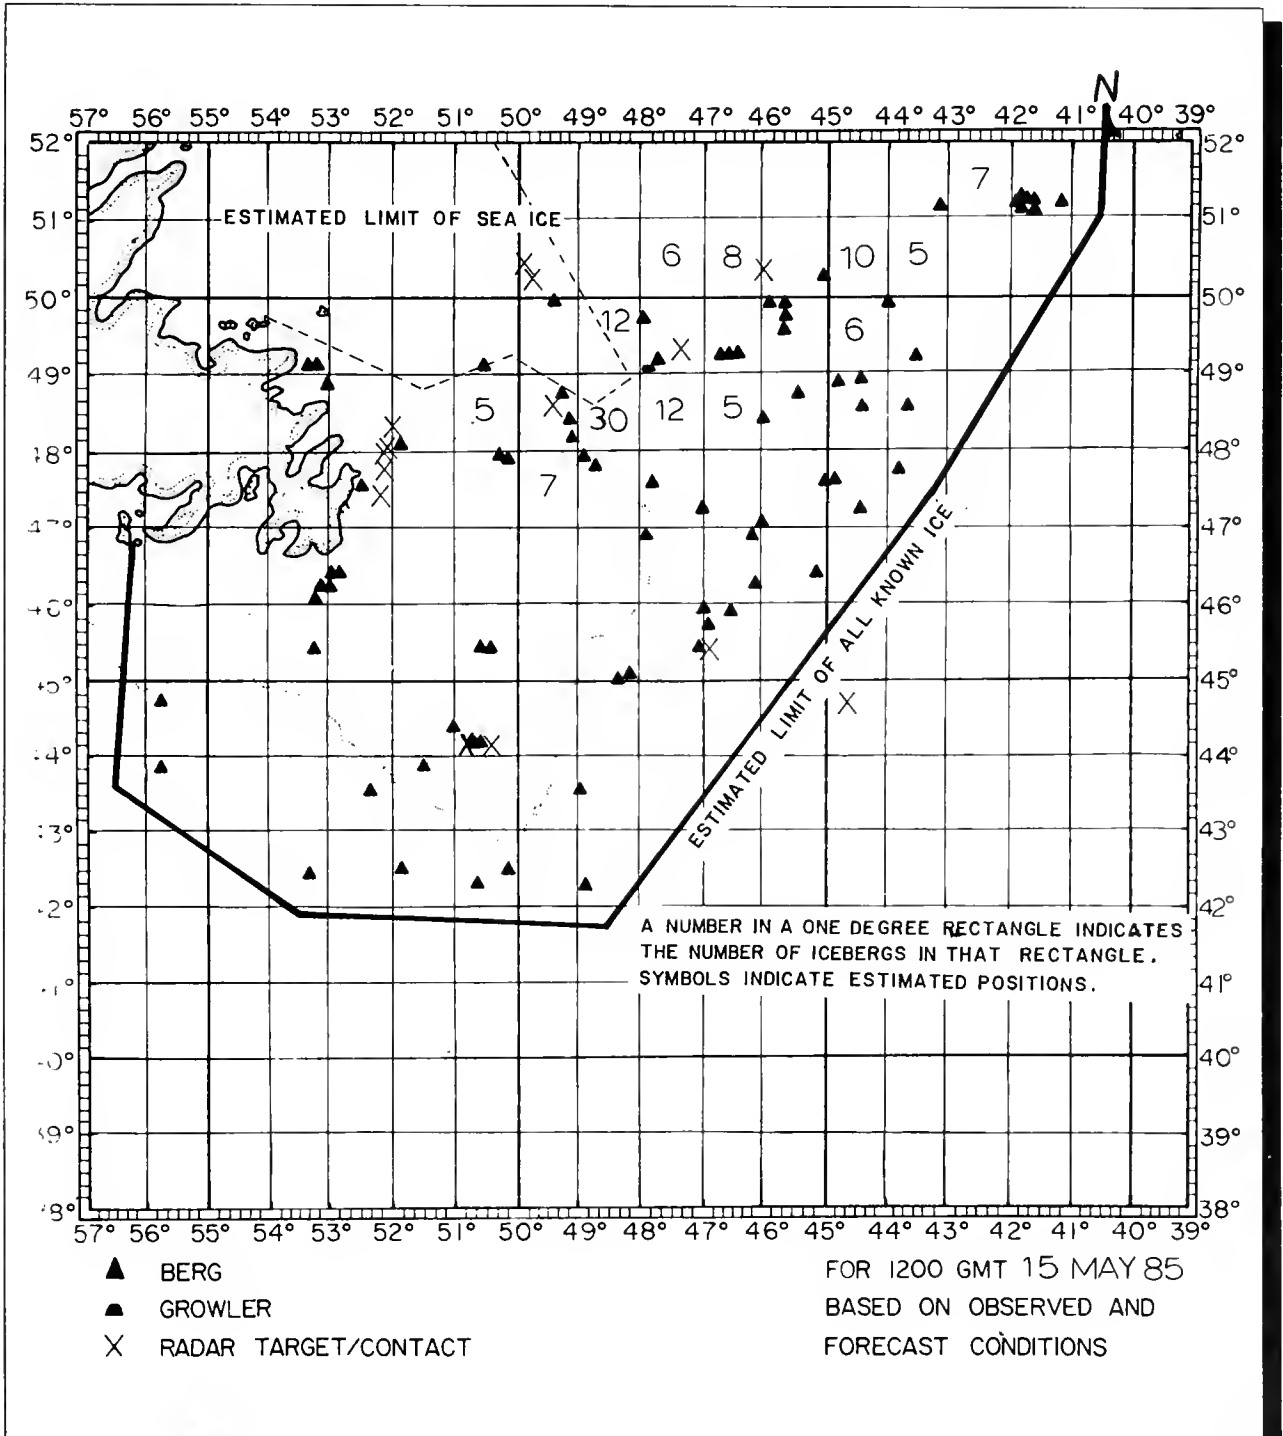 N
57° 56° 55° 54° 53° 52° 51° 50° 49° 48° 47° 46° 45° 44° 43° 42° 41° 40° 39°
52° 52°
7
51° ESTIMATED LIMIT OF SEA ICE 51°
6 8 10 5
50° 50°
12 6
49° 49°
5 30 12 5
48° 48°
7
47° 47°
46° 46°
45° 45°
44° 44°
43° 43°
ESTIMATED LIMIT OF ALL KNOWN ICE
42° 42°
A NUMBER IN A ONE DEGREE RECTANGLE INDICATES
THE NUMBER OF ICEBERGS IN THAT RECTANGLE.
SYMBOLS INDICATE ESTIMATED POSITIONS.
41° 41°
40° 40°
39° 39°
38° 38°
57° 56° 55° 54° 53° 52° 51° 50° 49° 48° 47° 46° 45° 44° 43° 42° 41° 40° 39°
BERG
GROWLER
RADAR TARGET/CONTACT
FOR 1200 GMT 15 MAY 85
BASED ON OBSERVED AND
FORECAST CONDITIONS